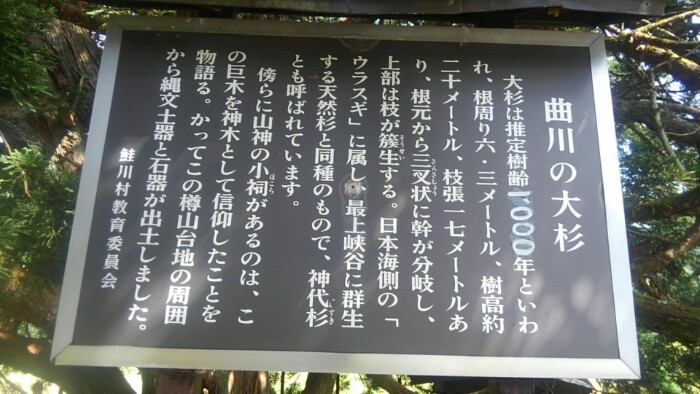 曲川の大杉
大杉は推定樹齢1000年といわ
れ、根周り六・三メートル、樹高約
二十メートル、枝張一七メートルあ
り、根元から三叉状に幹が分岐し、
上部は枝が簇生する。日本海側の「
ウラスギ」に属し、最上峡谷に群生
する天然杉と同種のもので、神代杉
とも呼ばれています。
傍らに山神の小祠があるのは、こ
の巨木を神木として信仰したことを
物語る。かってこの樽山台地の周囲
から縄文土器と石器が出土しました。
鮭川村教育委員会